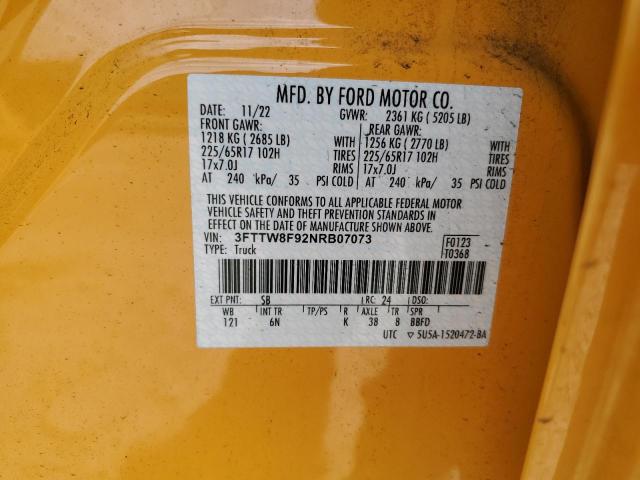 MFD. BY FORD MOTOR CO.
DATE: 11/22 GVWR: 2361 KG ( 5205 LB)
FRONT GAWR: REAR GAWR:
1218 KG ( 2685 LB) WITH 1256 KG ( 2770 LB) WITH
225/65R17 102H TIRES 225/65R17 102H TIRES
17x7.0J RIMS 17x7.0J RIMS
AT 240 kPa/ 35 PSI COLD AT 240 kPa/ 35 PSI COLD
THIS VEHICLE CONFORMS TO ALL APPLICABLE FEDERAL MOTOR
VEHICLE SAFETY AND THEFT PREVENTION STANDARDS IN
EFFECT ON THE DATE OF MANUFACTURE SHOWN ABOVE.
VIN: 3FTTW8F92NRB07073 F0123
TYPE: Truck T0368
EXT PNT: SB RC: 24 DSO:
WB INT TR TP/PS R AXLE TR SPR
121 6N K 38 8 BBFD
UTC 5U5A-1520472-BA